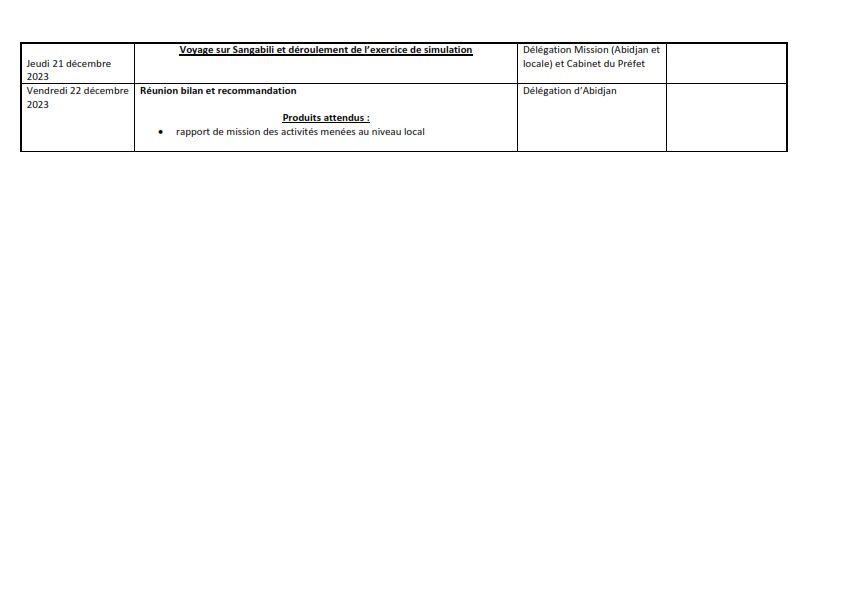 Jeudi 21 décembre
2023
Voyage sur Sangabili et déroulement de l'exercice de simulation
Délégation Mission (Abidjan et
locale) et Cabinet du Préfet
Vendredi 22 décembre
2023
Réunion bilan et recommandation
Produits attendus :
• rapport de mission des activités menées au niveau local
Délégation d'Abidjan